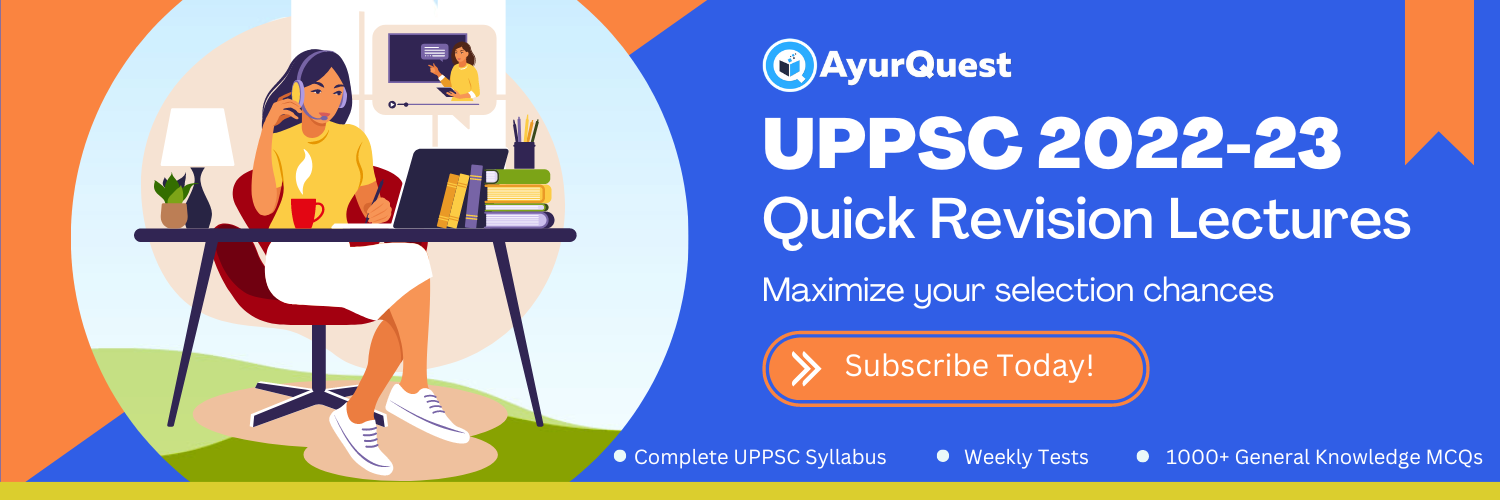 AyurQuest
UPPSC 2022-23
Quick Revision Lectures
Maximize your selection chances
Subscribe Today!
Complete UPPSC Syllabus
Weekly Tests
1000+ General Knowledge MCQs